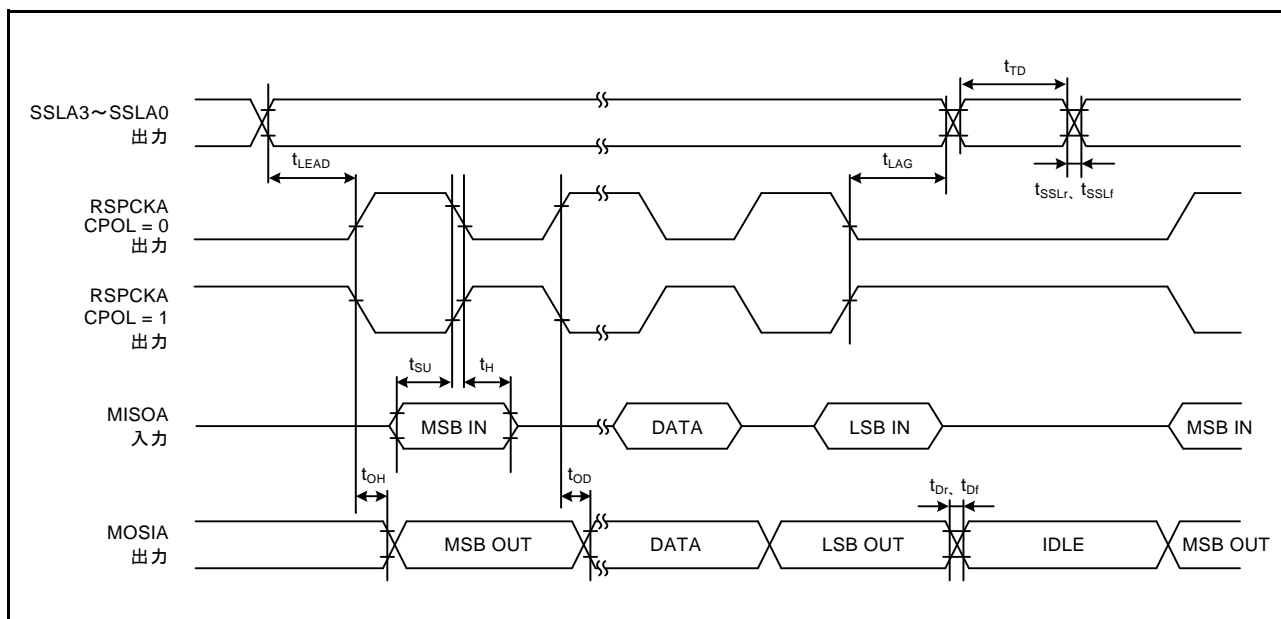 tTD
SSLA3～SSLA0
出力
tLEAD
tLAG
tSSLr、tSSLf
RSPCKA
CPOL = 0
出力
RSPCKA
CPOL = 1
出力
tSU
tH
MISOA
入力
MSB IN
DATA
LSB IN
MSB IN
tOH
tOD
tDr、tDf
MOSIA
出力
MSB OUT
DATA
LSB OUT
IDLE
MSB OUT